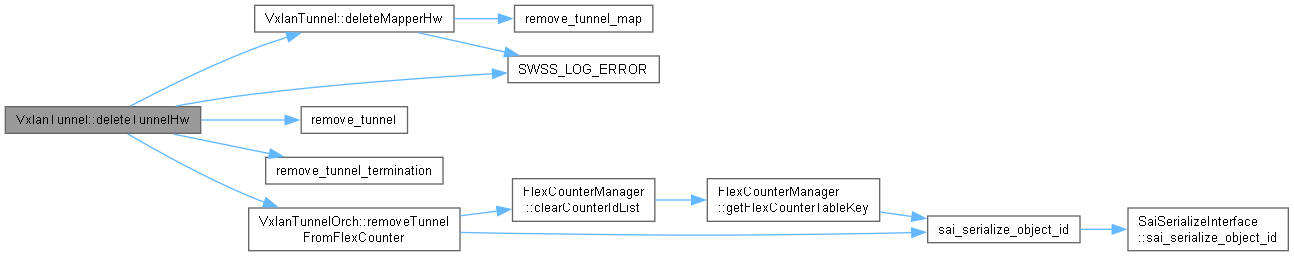 VxlanTunnel::deleteMapperHw
remove_tunnel_map
SWSS_LOG_ERROR
VxlanTunnel::deleteTunnelHw
remove_tunnel
remove_tunnel_termination
FlexCounterManager
::clearCounterIdList
FlexCounterManager
::getFlexCounterTableKey
VxlanTunnelOrch::removeTunnel
FromFlexCounter
sai_serialize_object_id
SaiSerializeInterface
::sai_serialize_object_id